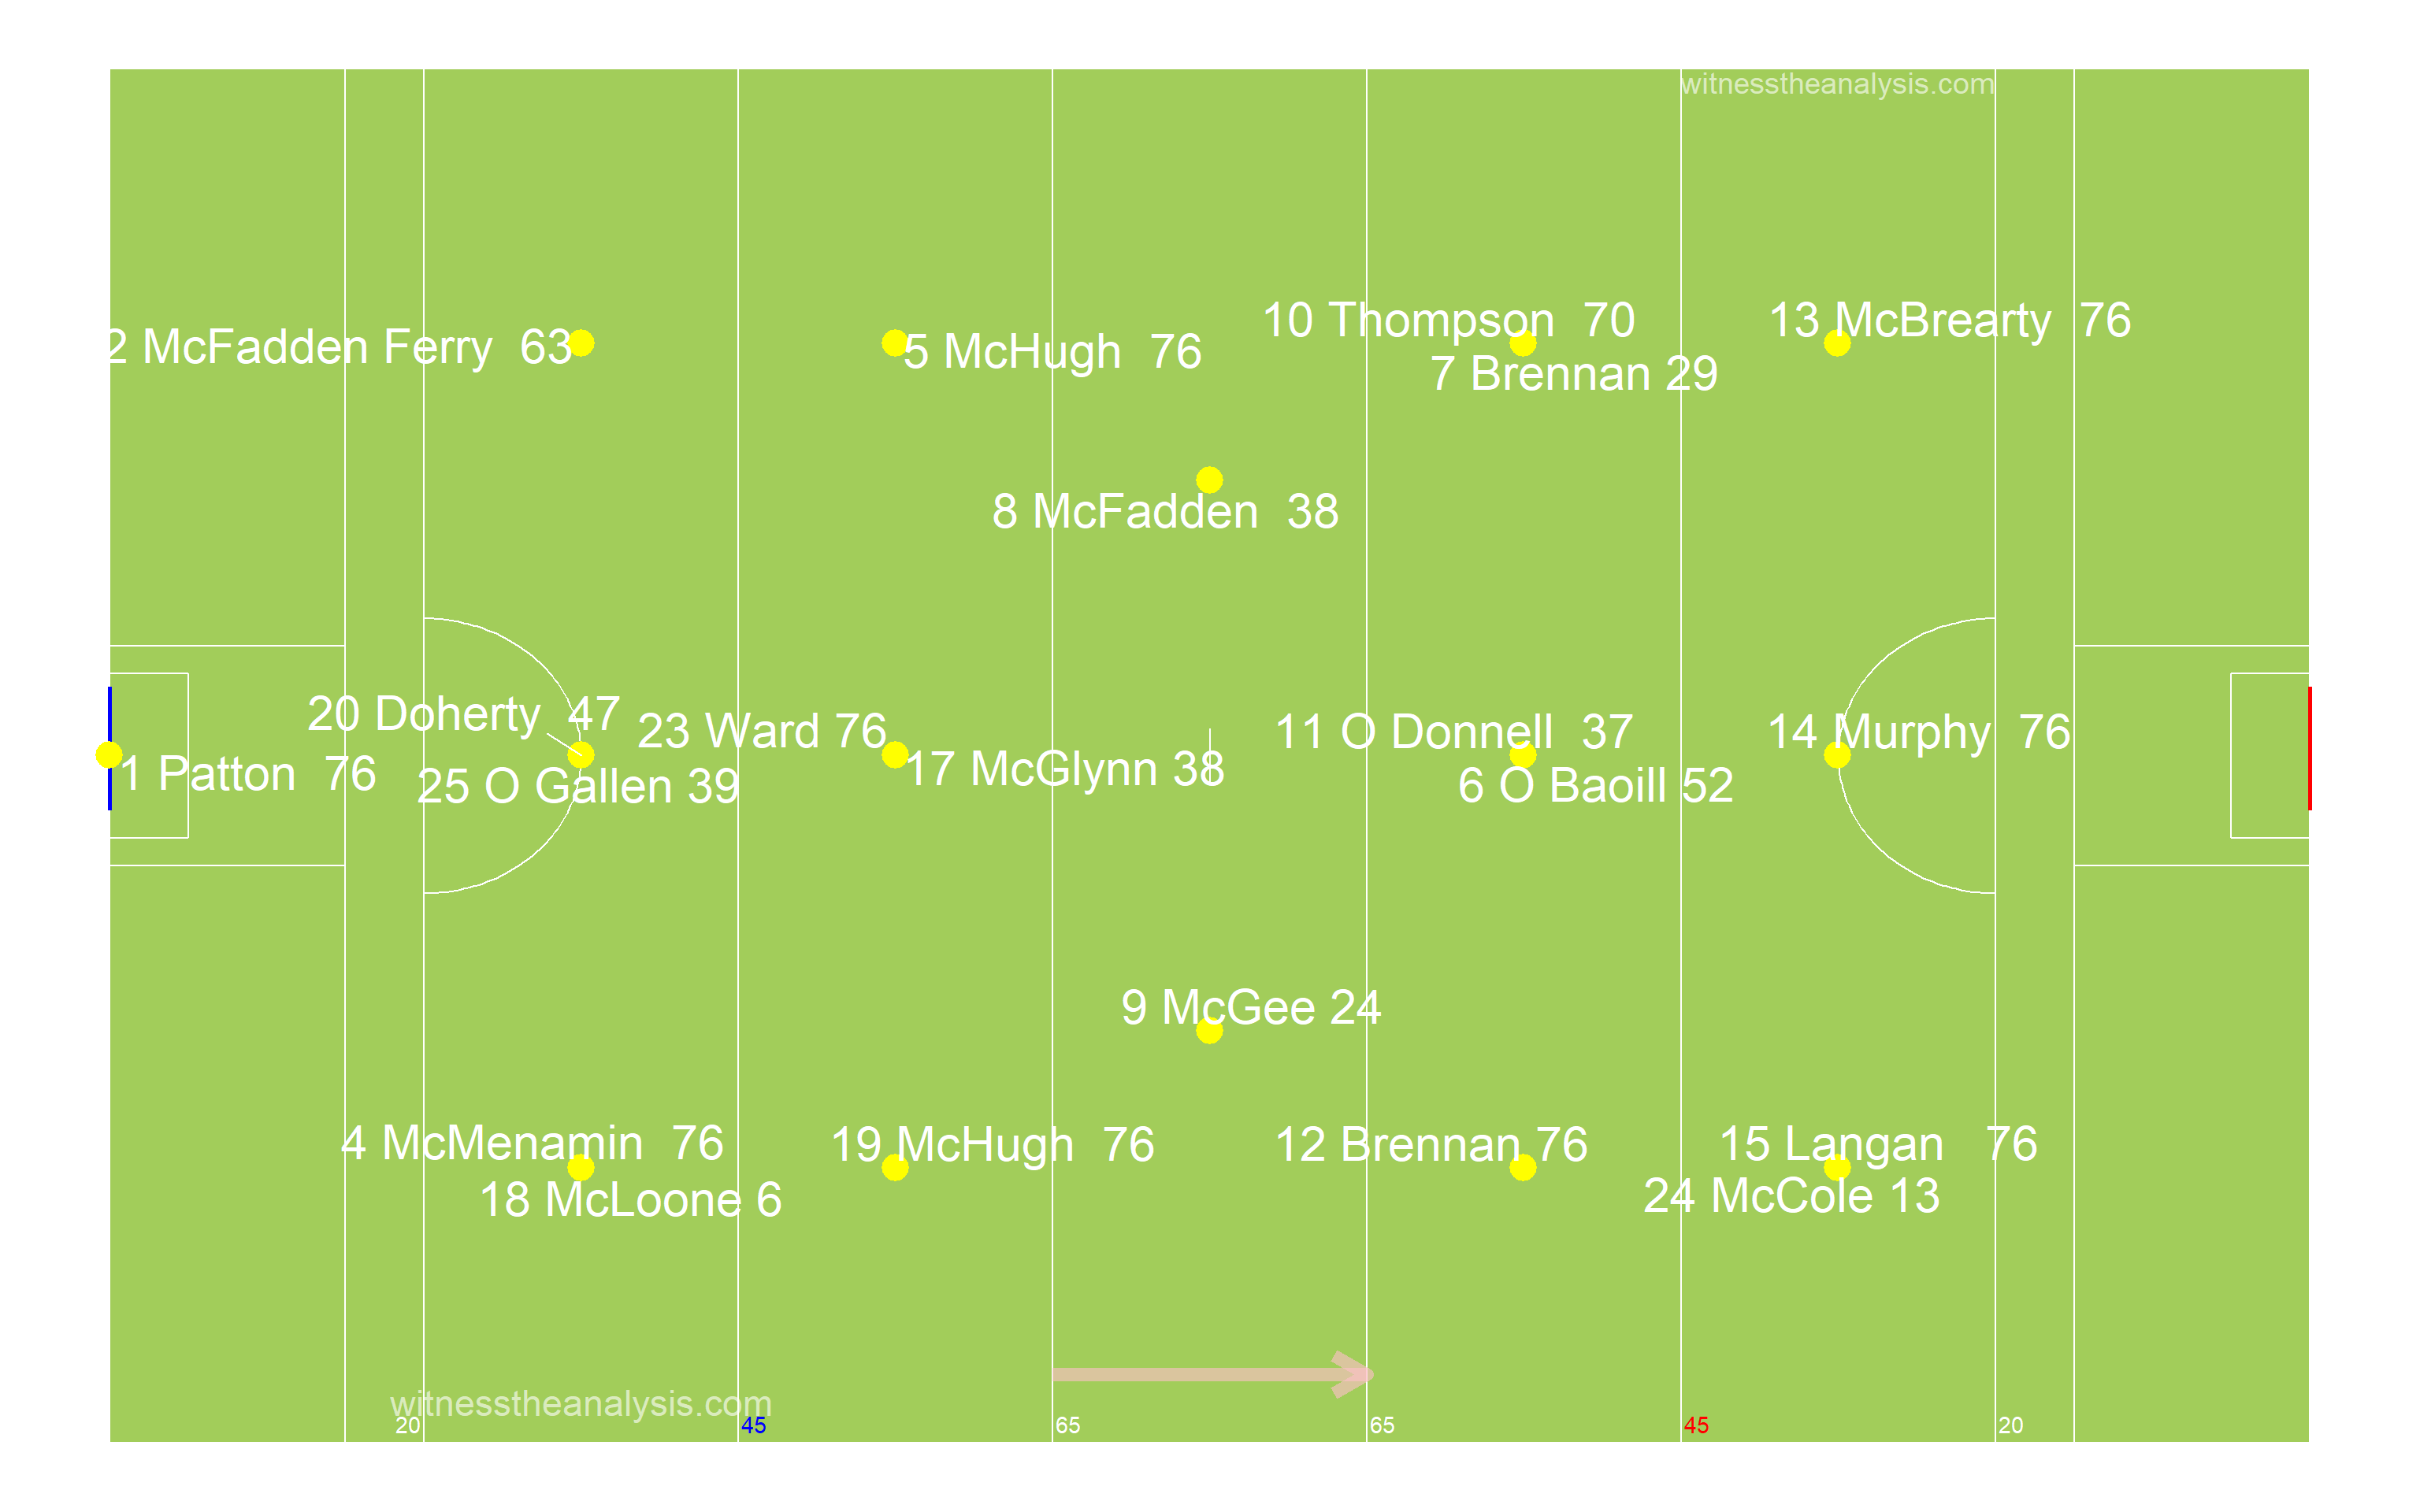 witnesstheanalysis.com
10 Thompson 70
13 McBrearty 76
2 McFadden Ferry 63
5 McHugh 76
7 Brennan 29
8 McFadden 38
20 Doherty 47
23 Ward 76
11 O Donnell 37
14 Murphy 76
1 Patton 76
17 McGlynn 38
25 O Gallen 39
6 O Baoill 52
9 McGee 24
4 McMenamin 76
19 McHugh 76
12 Brennan 76
15 Langan 76
18 McLoone 6
24 McCole 13
witnesstheanalysis.com
20
45
65
65
45
20